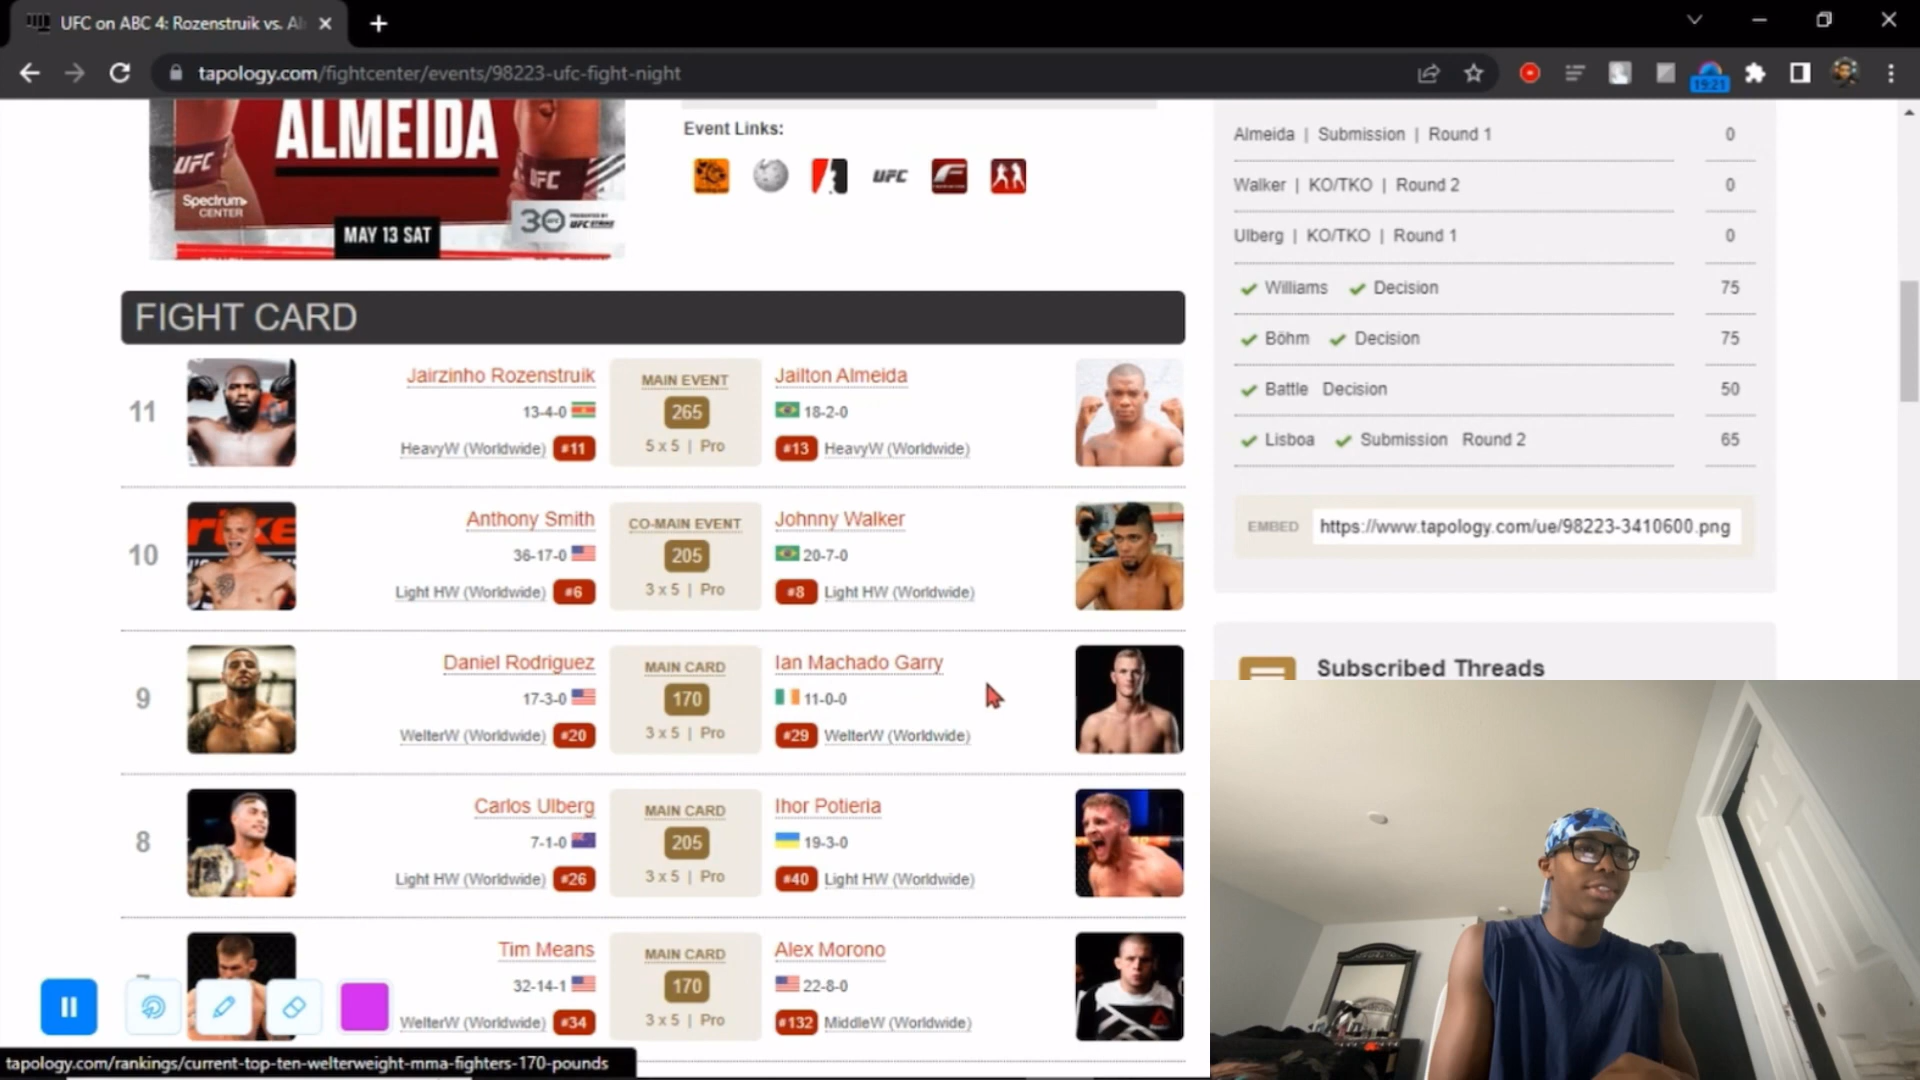 UFC on ABC 4: Rozenstruik vs. Al
tapology.com/fightcenter/events/98223-ufc-fight-night
19:21
ALMEIDA
UFC
UFC
Spectrum
CENTER
30
MAY 13 SAT
Event Links:
UFC
FIGHT CARD
11
Jairzinho Rozenstruik
13-4-0
HeavyW (Worldwide) #11
MAIN EVENT
265
5 x 5 | Pro
Jailton Almeida
18-2-0
#13 HeavyW (Worldwide)
10
Anthony Smith
36-17-0
Light HW (Worldwide) #6
CO-MAIN EVENT
205
3 x 5 | Pro
Johnny Walker
20-7-0
#8 Light HW (Worldwide)
9
Daniel Rodriguez
17-3-0
WelterW (Worldwide) #20
MAIN CARD
170
3 x 5 | Pro
Ian Machado Garry
11-0-0
#29 WelterW (Worldwide)
8
Carlos Ulberg
7-1-0
Light HW (Worldwide) #26
MAIN CARD
205
3 x 5 | Pro
Ihor Potieria
19-3-0
#40 Light HW (Worldwide)
Tim Means
32-14-1
WelterW (Worldwide) #34
MAIN CARD
170
3 x 5 | Pro
Alex Morono
22-8-0
#132 MiddleW (Worldwide)
Almeida | Submission | Round 1 0
Walker | KO/TKO | Round 2 0
Ulberg | KO/TKO | Round 1 0
Williams Decision 75
Böhm Decision 75
Battle Decision 50
Lisboa Submission Round 2 65
EMBED https://www.tapology.com/ue/98223-3410600.png
Subscribed Threads
tapology.com/rankings/current-top-ten-welterweight-mma-fighters-170-pounds